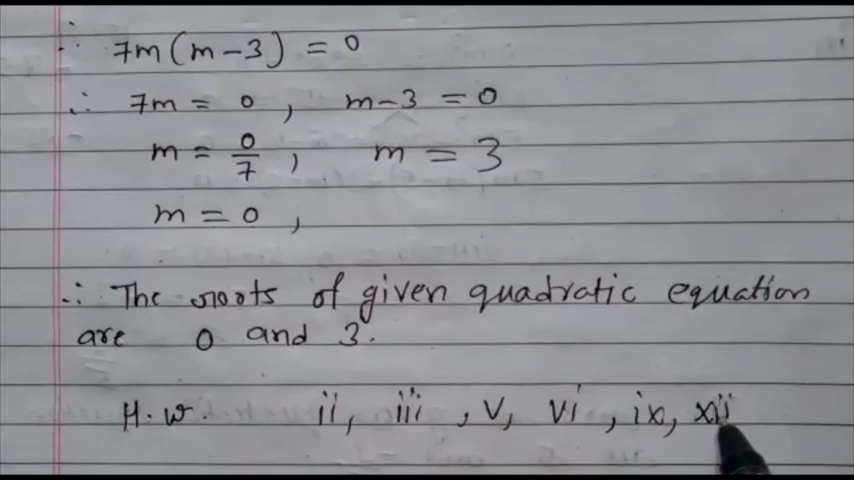 ∴ 7m (m - 3) = 0
∴ 7m = 0 , m - 3 = 0
m = 0/7 , m = 3
m = 0 ,
∴ The roots of given quadratic equation
are 0 and 3.
H.W. ii, iii , v, vi , ix, xii